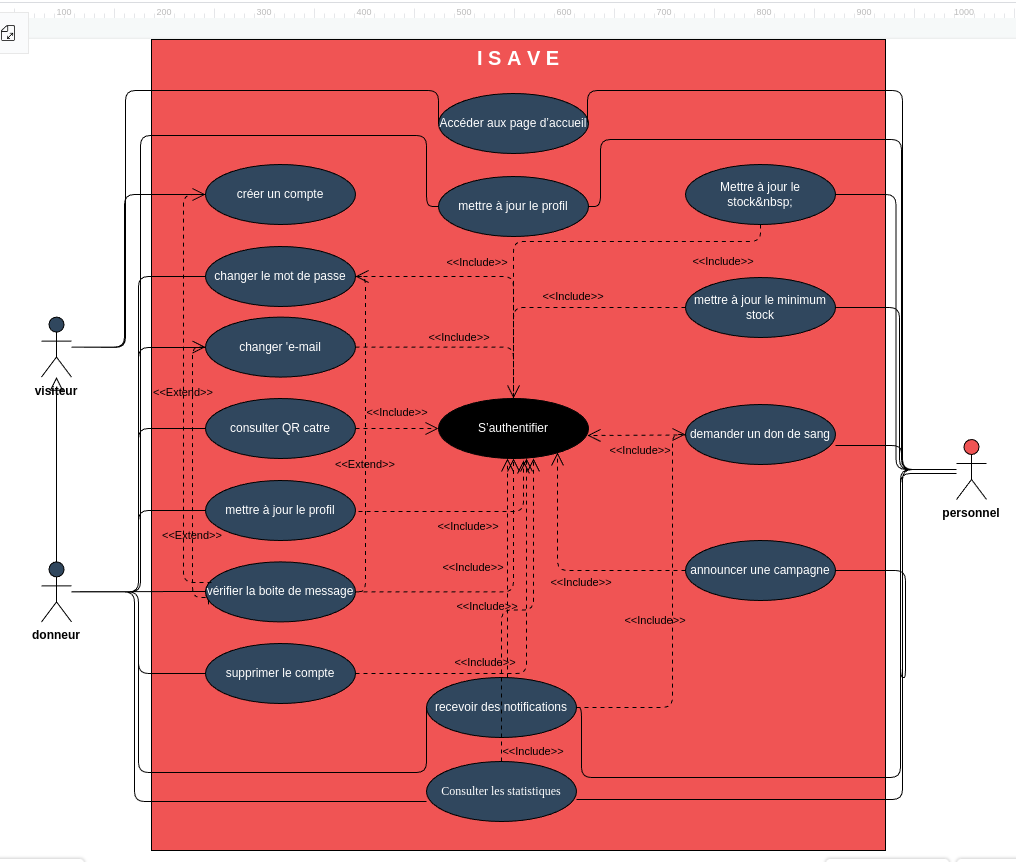 100 200 300 400 500 600 700 800 900 1000
ISAVE
Accéder aux page d'accueil
créer un compte
mettre à jour le profil
Mettre à jour le
stock&nbsp;
<<Include>>
<<Include>>
changer le mot de passe
<<Include>>
mettre à jour le minimum
stock
<<Include>>
changer 'e-mail
visiteur
<<Extend>>
<<Include>>
consulter QR catre
S'authentifier
demander un don de sang
<<Include>>
<<Extend>>
mettre à jour le profil
personnel
<<Include>>
<<Extend>>
<<Include>>
announcer une campagne
<<Include>>
vérifier la boite de message
<<Include>>
<<Include>>
donneur
<<Include>>
supprimer le compte
recevoir des notifications
<<Include>>
Consulter les statistiques